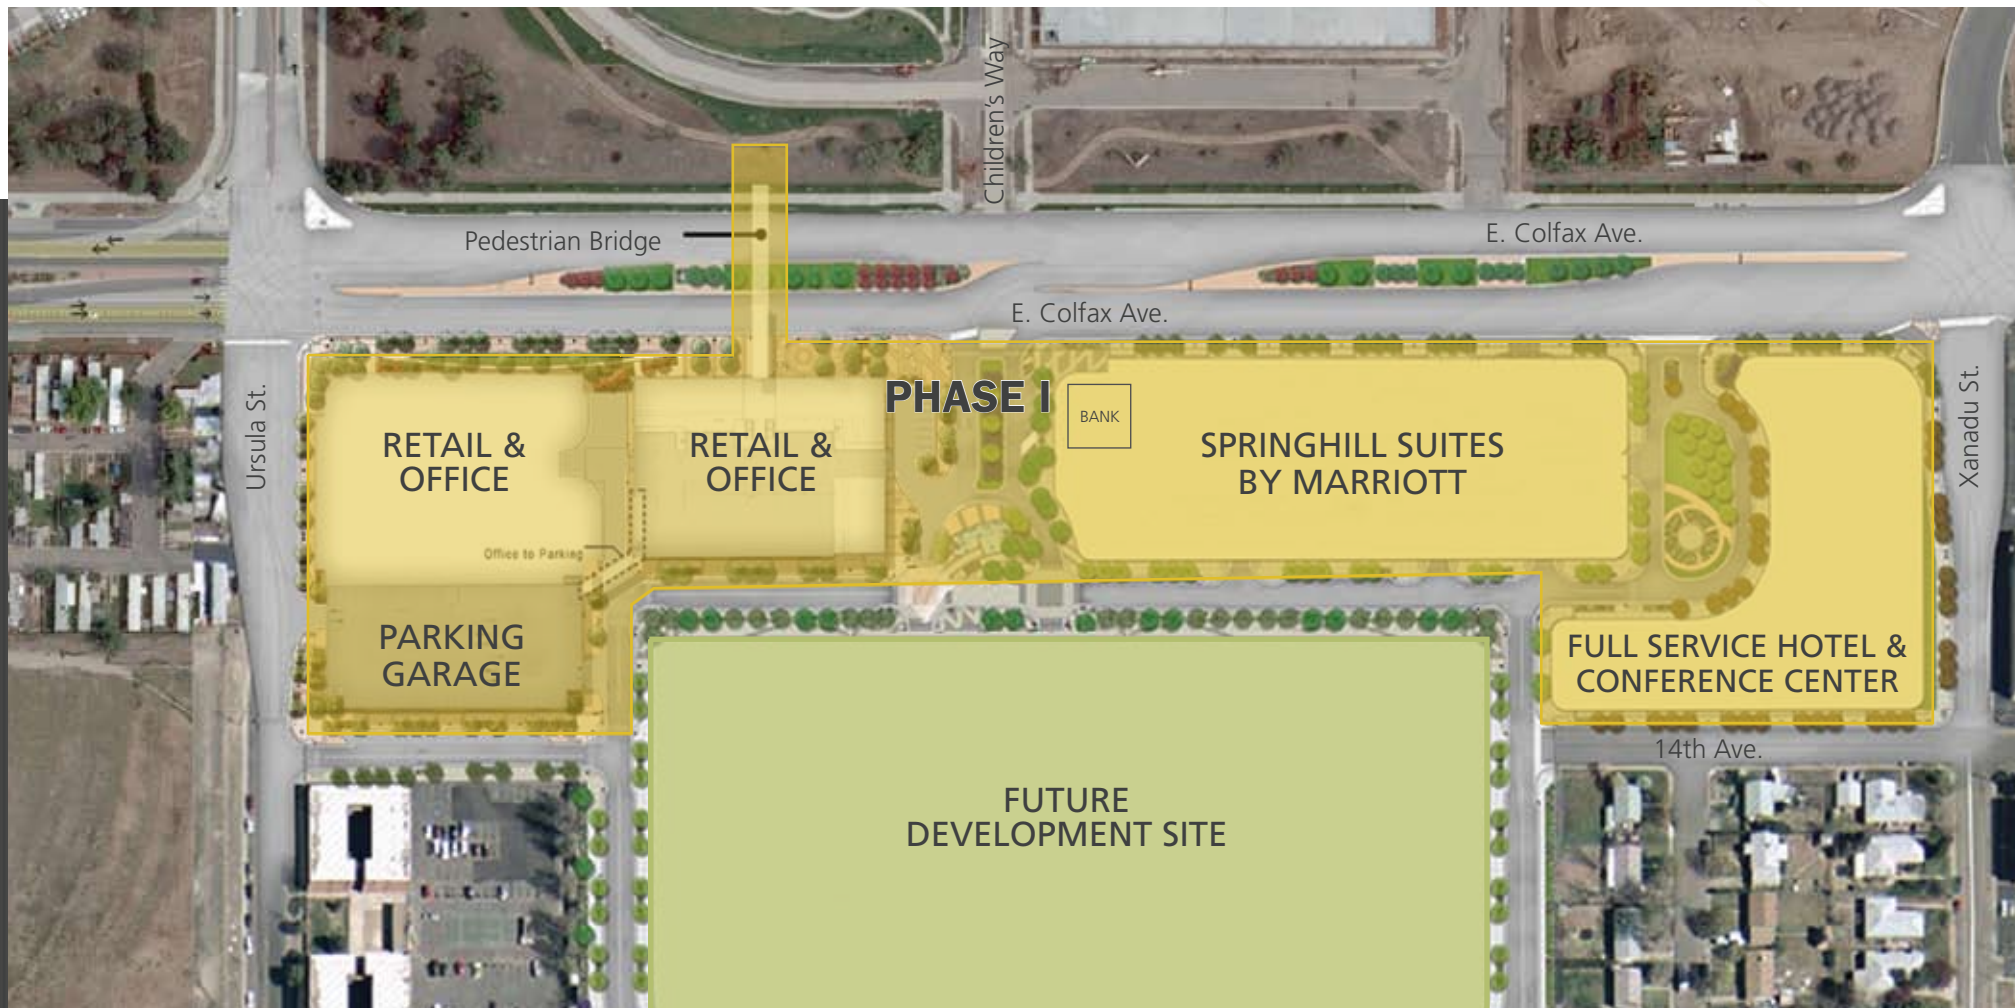 Children's Way
Pedestrian Bridge
E. Colfax Ave.
E. Colfax Ave.
Ursula St.
PHASE I
BANK
RETAIL &
OFFICE
RETAIL &
OFFICE
SPRINGHILL SUITES
BY MARRIOTT
Xanadu St.
Office to Parking
PARKING
GARAGE
FULL SERVICE HOTEL &
CONFERENCE CENTER
14th Ave.
FUTURE
DEVELOPMENT SITE